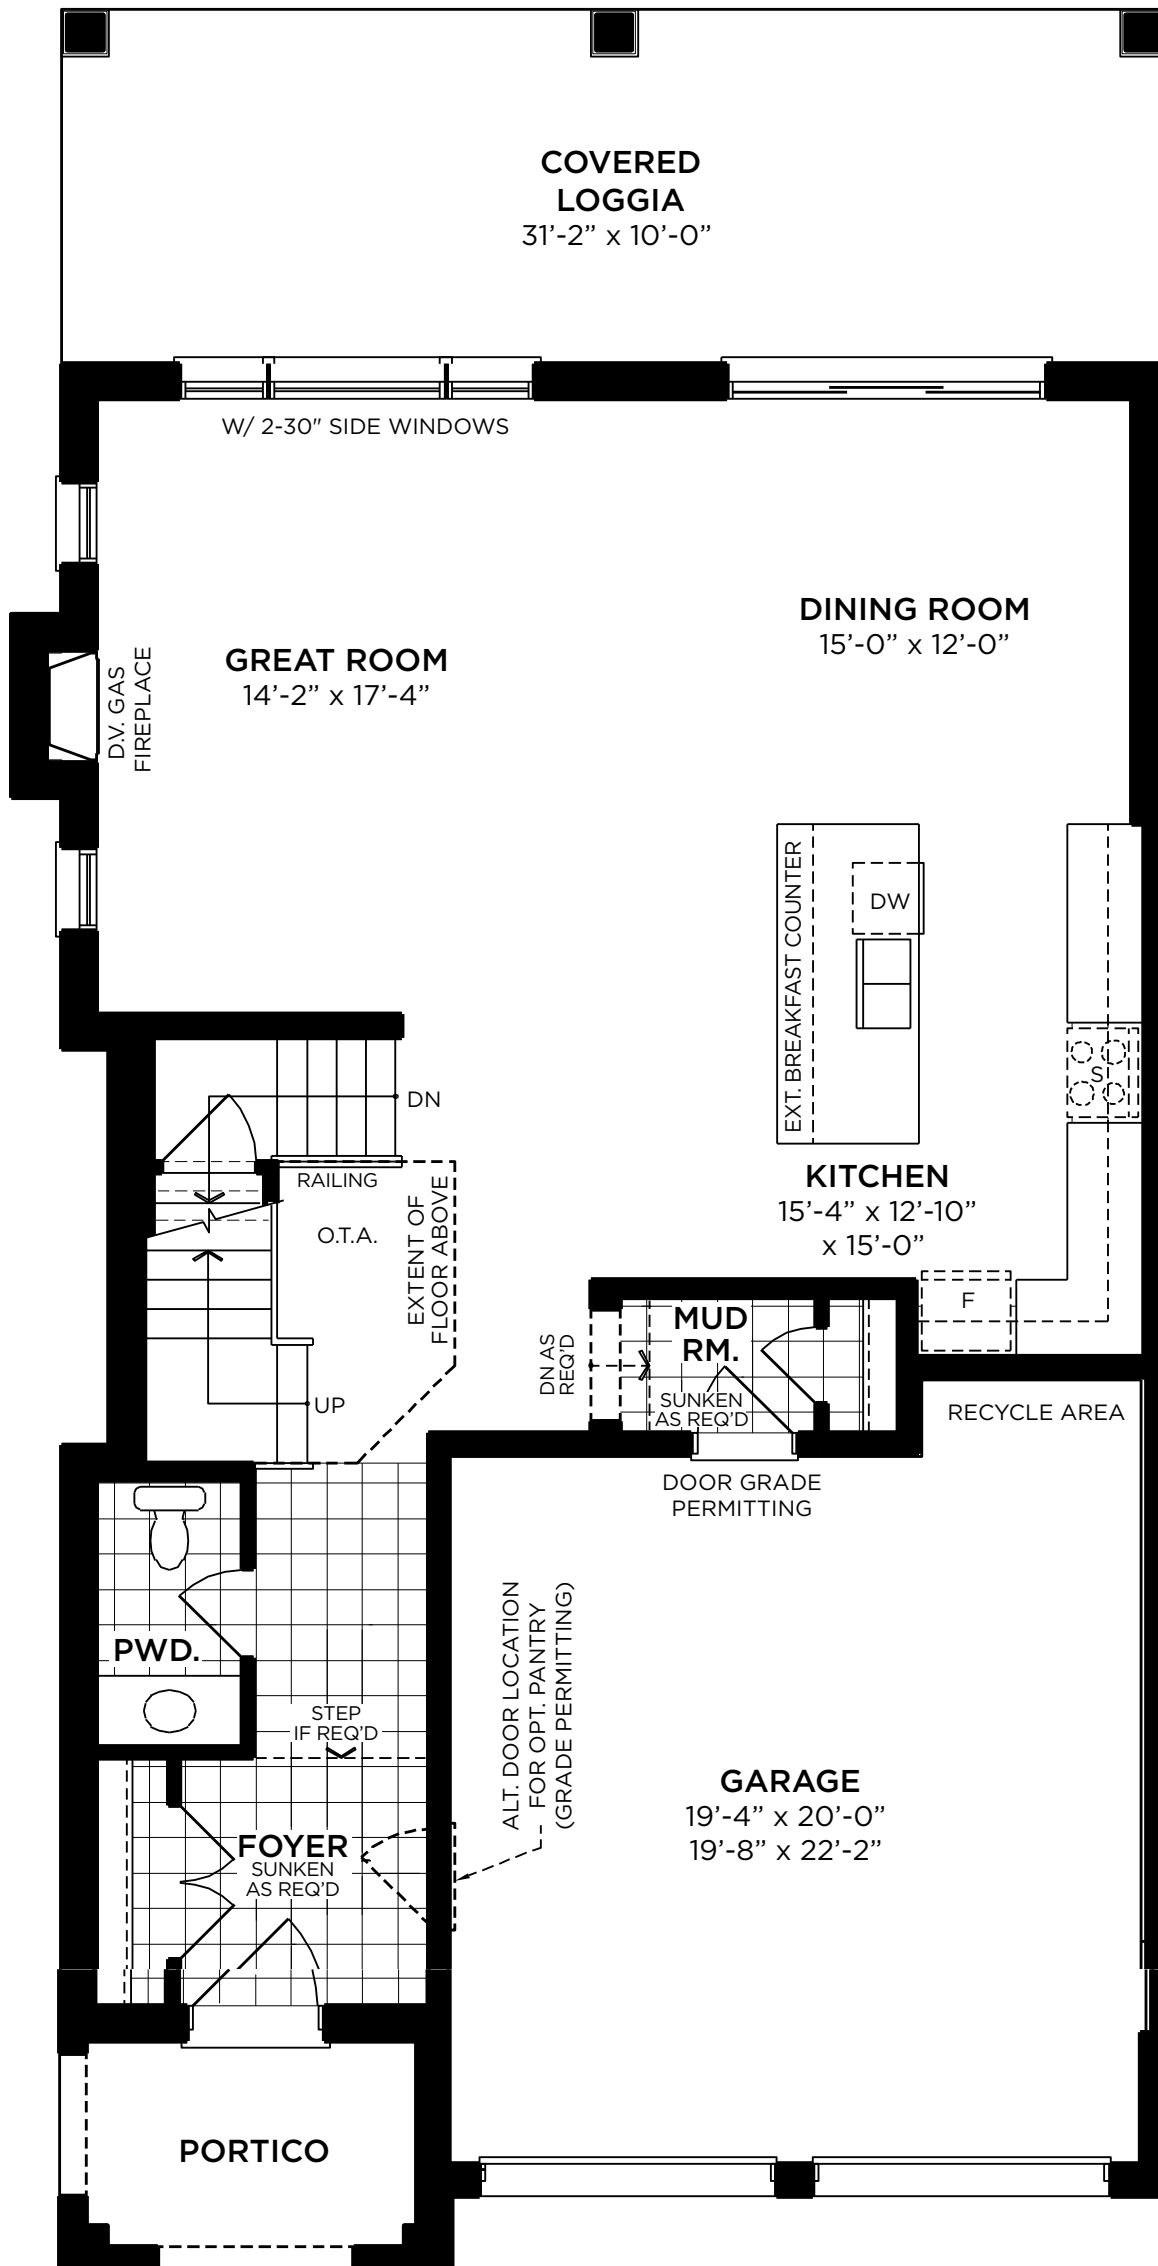 COVERED
LOGGIA
31’-2” x 10’-0”
W/ 2-30" SIDE WINDOWS
DINING ROOM
15’-0” x 12’-0”
GREAT ROOM
14’-2” x 17’-4”
D.V. GAS
FIREPLACE
EXT. BREAKFAST COUNTER
DW
S
DN
RAILING
O.T.A.
EXTENT OF
FLOOR ABOVE
KITCHEN
15’-4” x 12’-10”
x 15’-0”
F
MUD
RM.
DN AS
REQ'D
SUNKEN
AS REQ'D
UP
RECYCLE AREA
DOOR GRADE
PERMITTING
PWD.
ALT. DOOR LOCATION
FOR OPT. PANTRY
(GRADE PERMITTING)
STEP
IF REQ'D
GARAGE
19’-4” x 20’-0”
19’-8” x 22’-2”
FOYER
SUNKEN
AS REQ'D
PORTICO